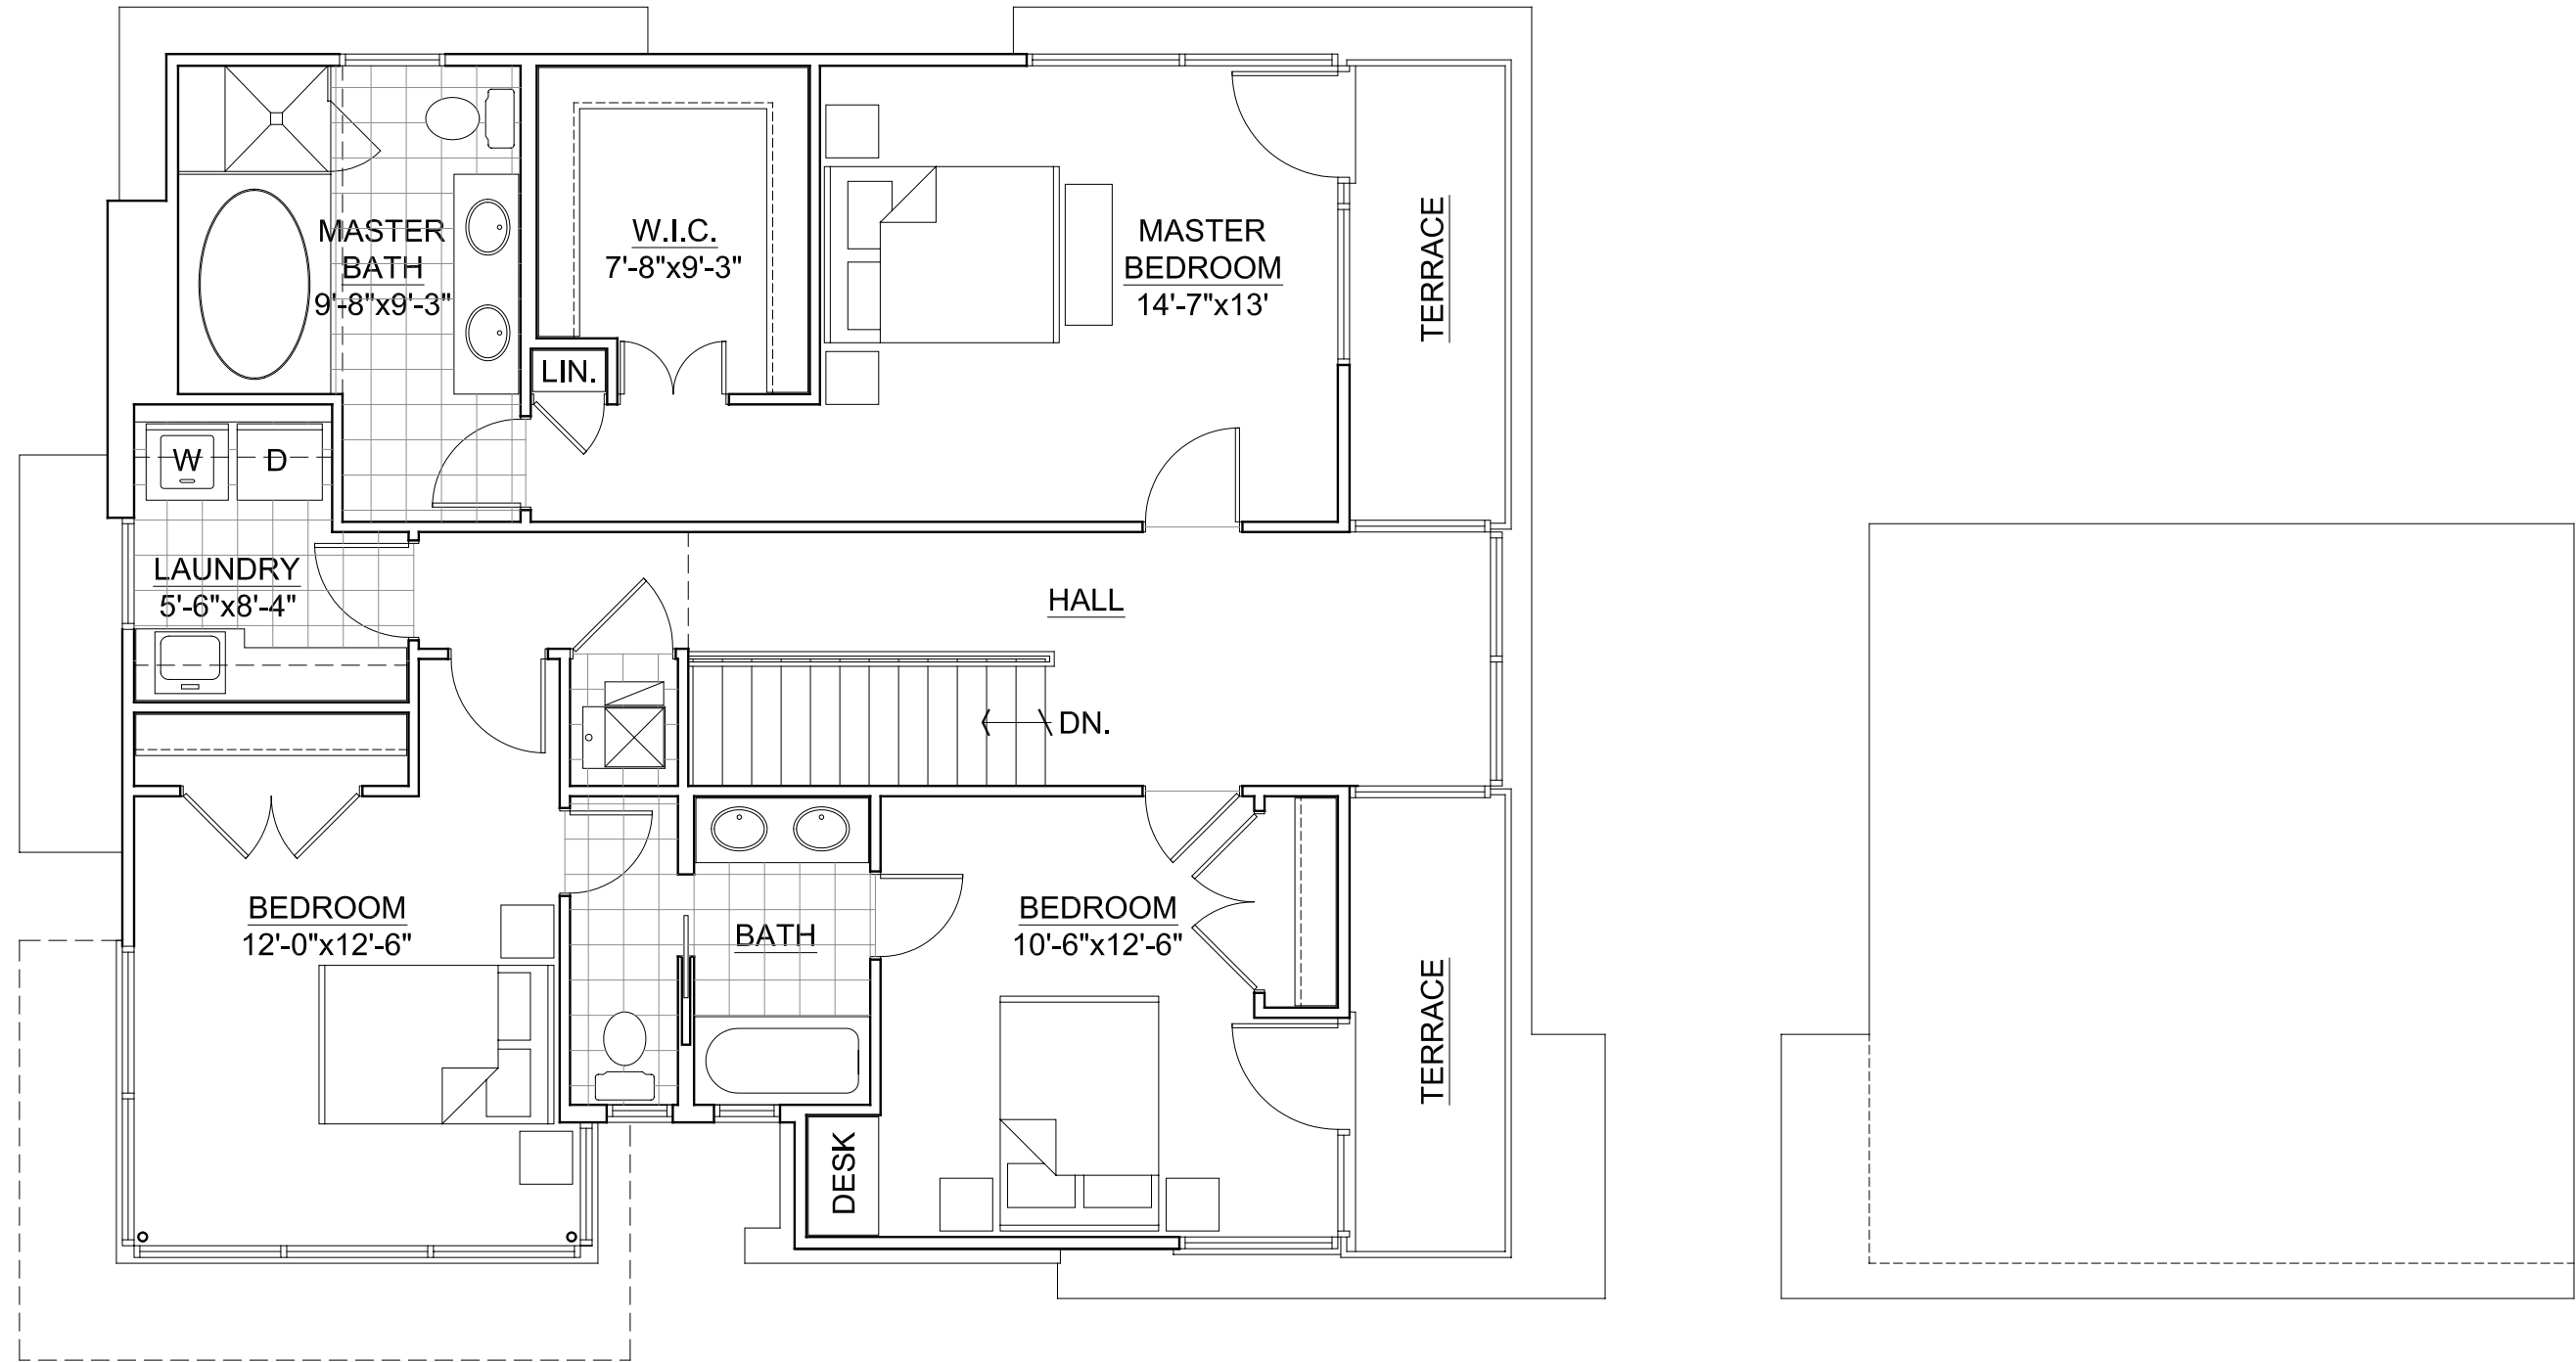 MASTER
BATH
9'-8"x9'-3"
W.I.C.
7'-8"x9'-3"
MASTER
BEDROOM
14'-7"x13'
TERRACE
LIN.
W
D
LAUNDRY
5'-6"x8'-4"
HALL
DN.
BEDROOM
12'-0"x12'-6"
BATH
BEDROOM
10'-6"x12'-6"
TERRACE
DESK